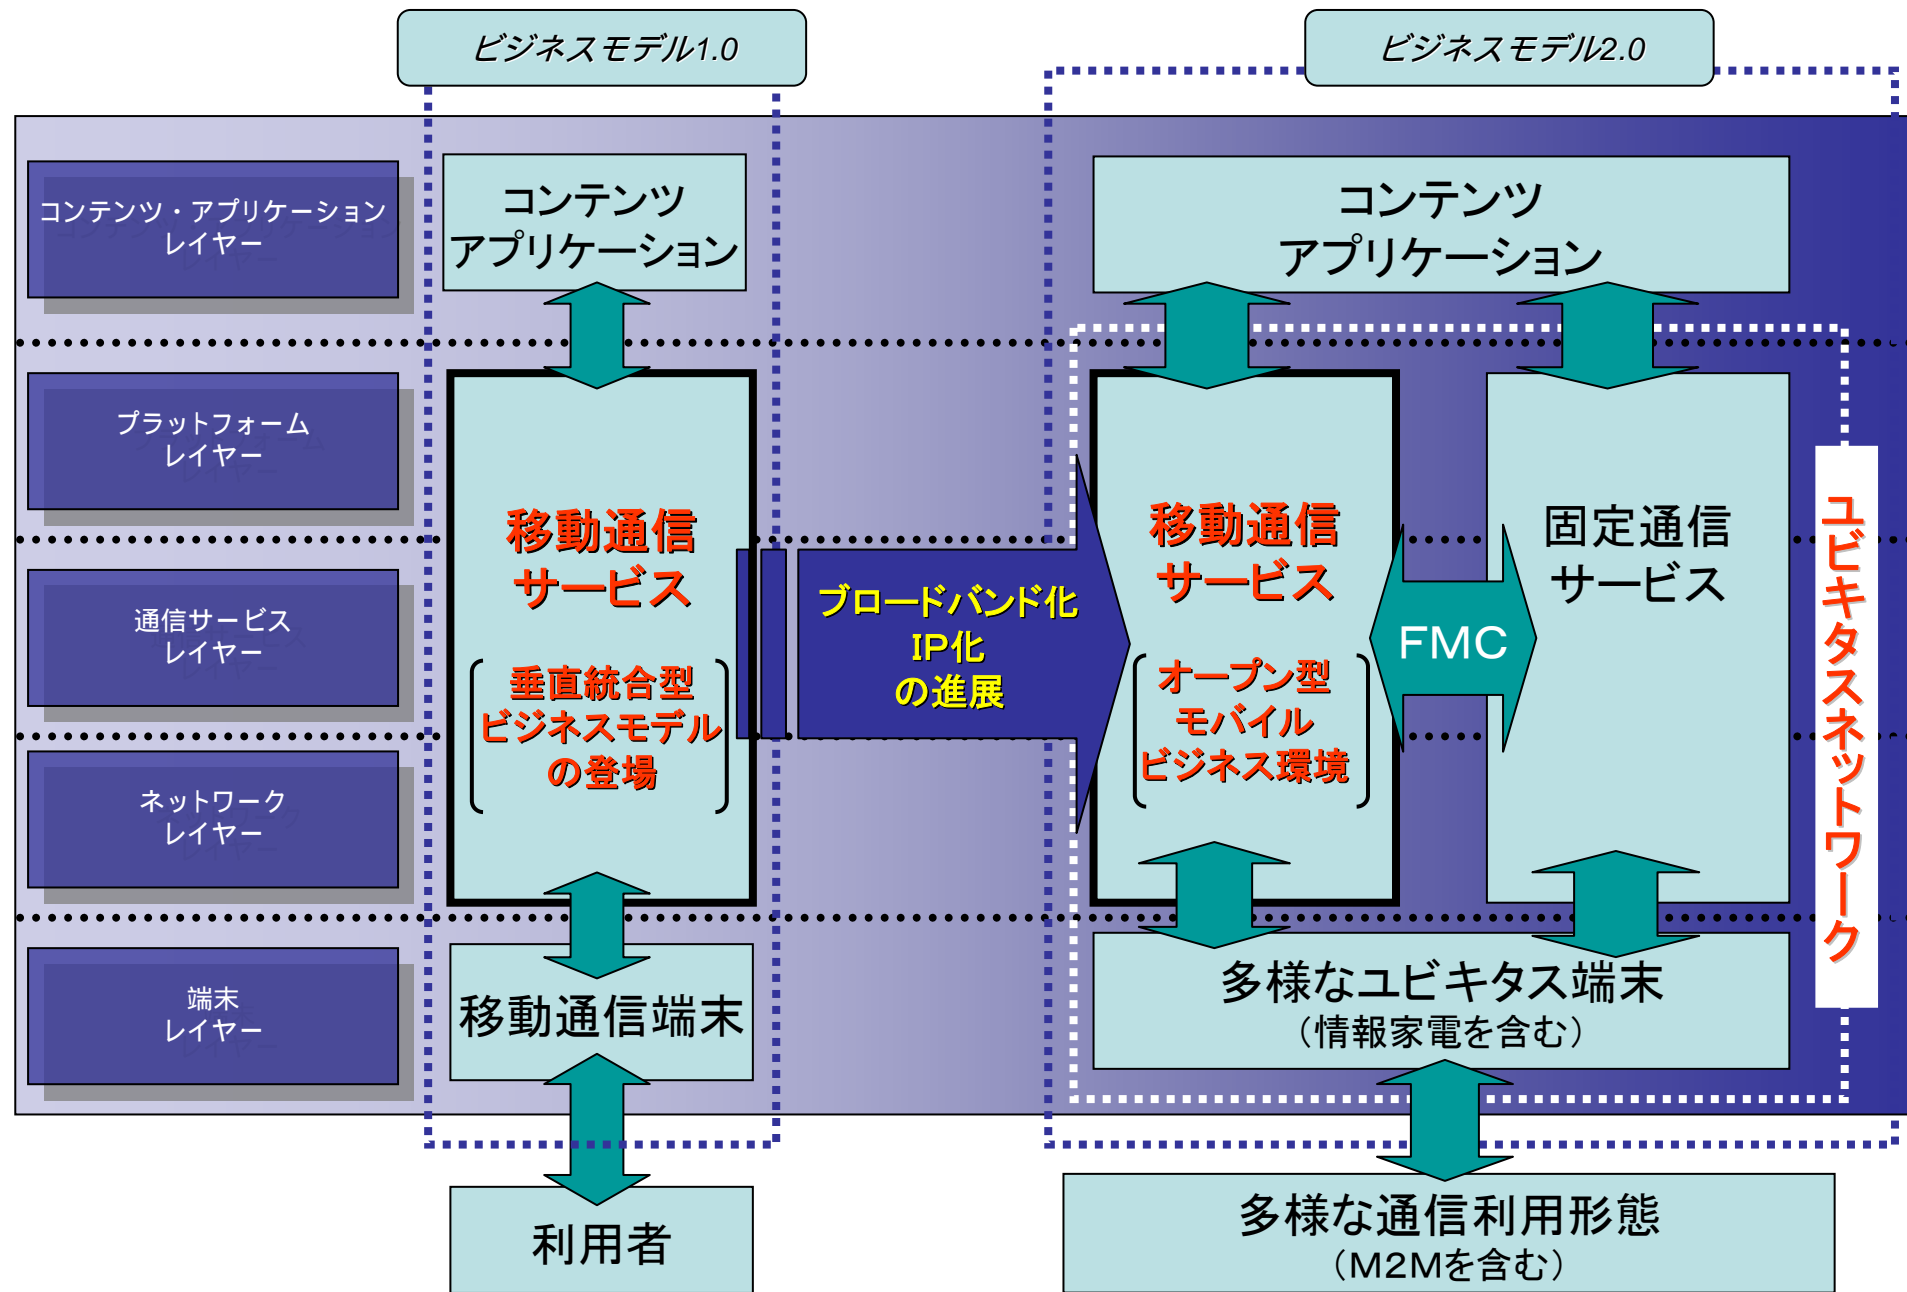 ビジネスモデル1.0
ビジネスモデル2.0
コンテンツ・アプリケーション
レイヤー
プラットフォーム
レイヤー
通信サービス
レイヤー
ネットワーク
レイヤー
端末
レイヤー
コンテンツ
アプリケーション
移動通信
サービス
垂直統合型
ビジネスモデル
の登場
移動通信端末
利用者
ブロードバンド化
IP化
の進展
コンテンツ
アプリケーション
移動通信
サービス
オープン型
モバイル
ビジネス環境
FMC
固定通信
サービス
ユビキタスネットワーク
多様なユビキタス端末
（情報家電を含む）
多様な通信利用形態
（M2Mを含む）